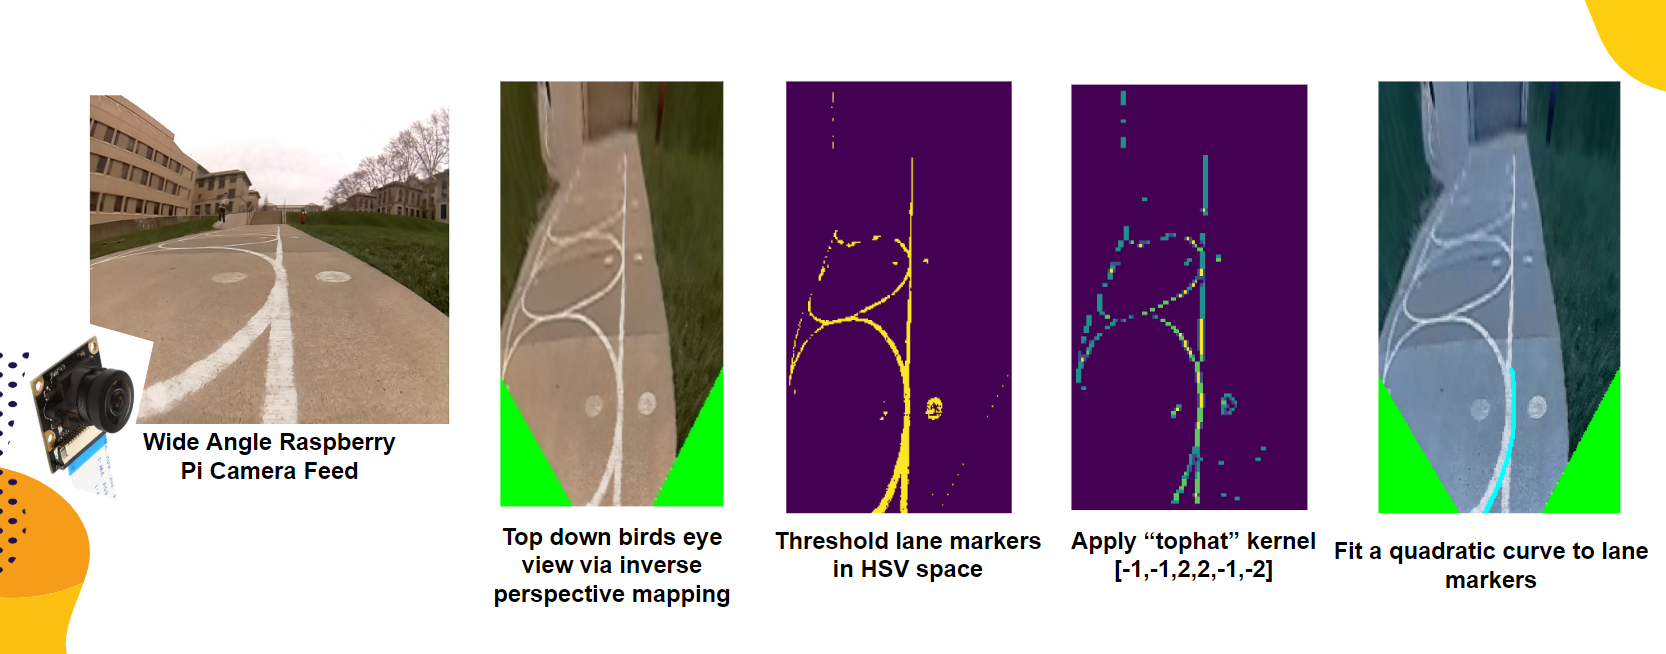 Wide Angle Raspberry
Pi Camera Feed
Top down birds eye
view via inverse
perspective mapping
Threshold lane markers
in HSV space
Apply “tophat” kernel
[-1,-1,2,2,-1,-2]
Fit a quadratic curve to lane
markers